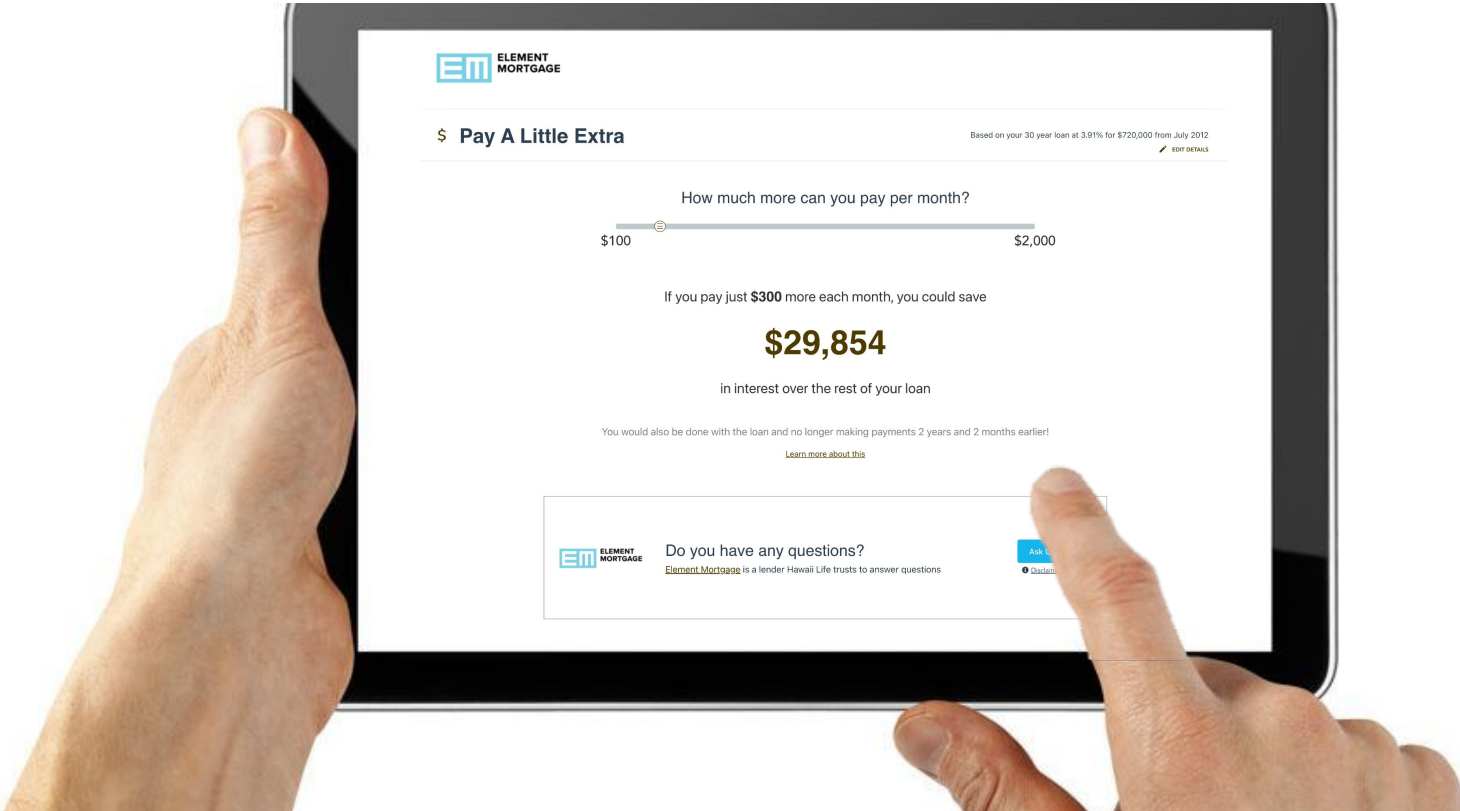 ELEMENT
MORTGAGE
$ Pay A Little Extra
Based on your 30 year loan at 3.91% for $720,000 from July 2012
EDIT DETAILS
How much more can you pay per month?
$100
$2,000
If you pay just $300 more each month, you could save
$29,854
in interest over the rest of your loan
You would also be done with the loan and no longer making payments 2 years and 2 months earlier!
Learn more about this
EM ELEMENT
MORTGAGE
Do you have any questions?
Element Mortgage is a lender Hawaii Life trusts to answer questions
Ask